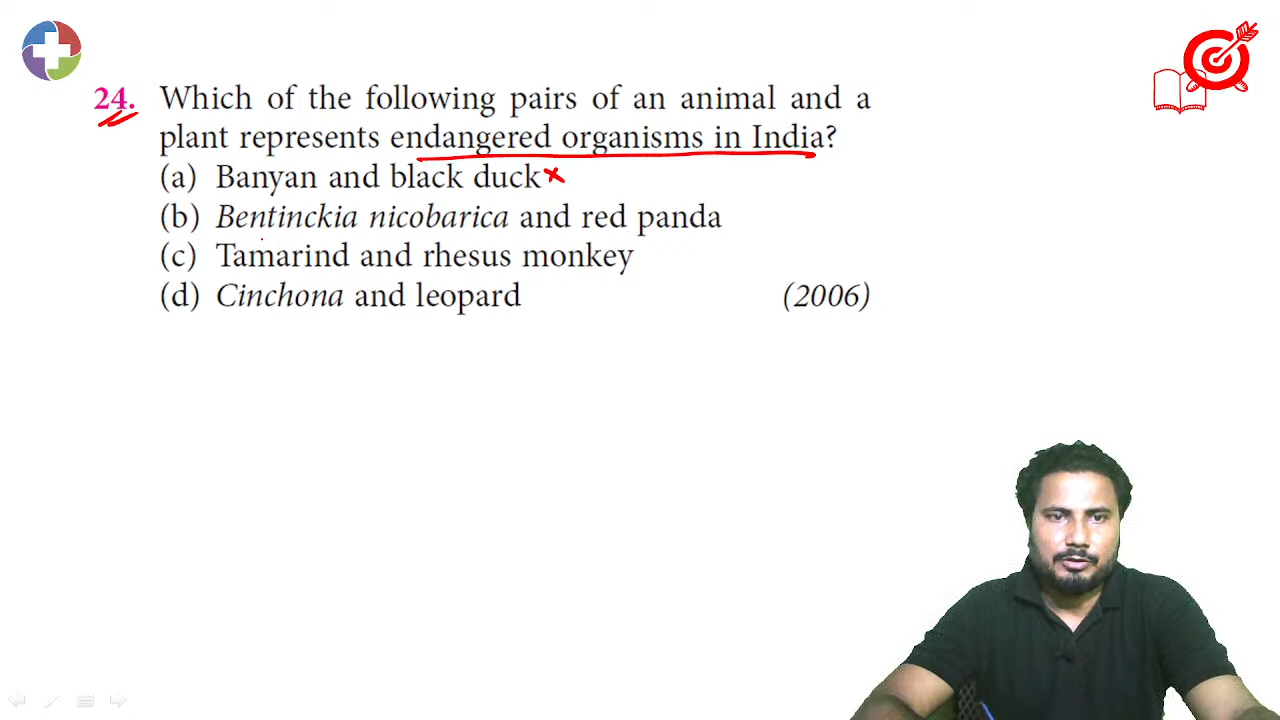 24. Which of the following pairs of an animal and a
plant represents endangered organisms in India?
(a) Banyan and black duck
(b) Bentinckia nicobarica and red panda
(c) Tamarind and rhesus monkey
(d) Cinchona and leopard (2006)